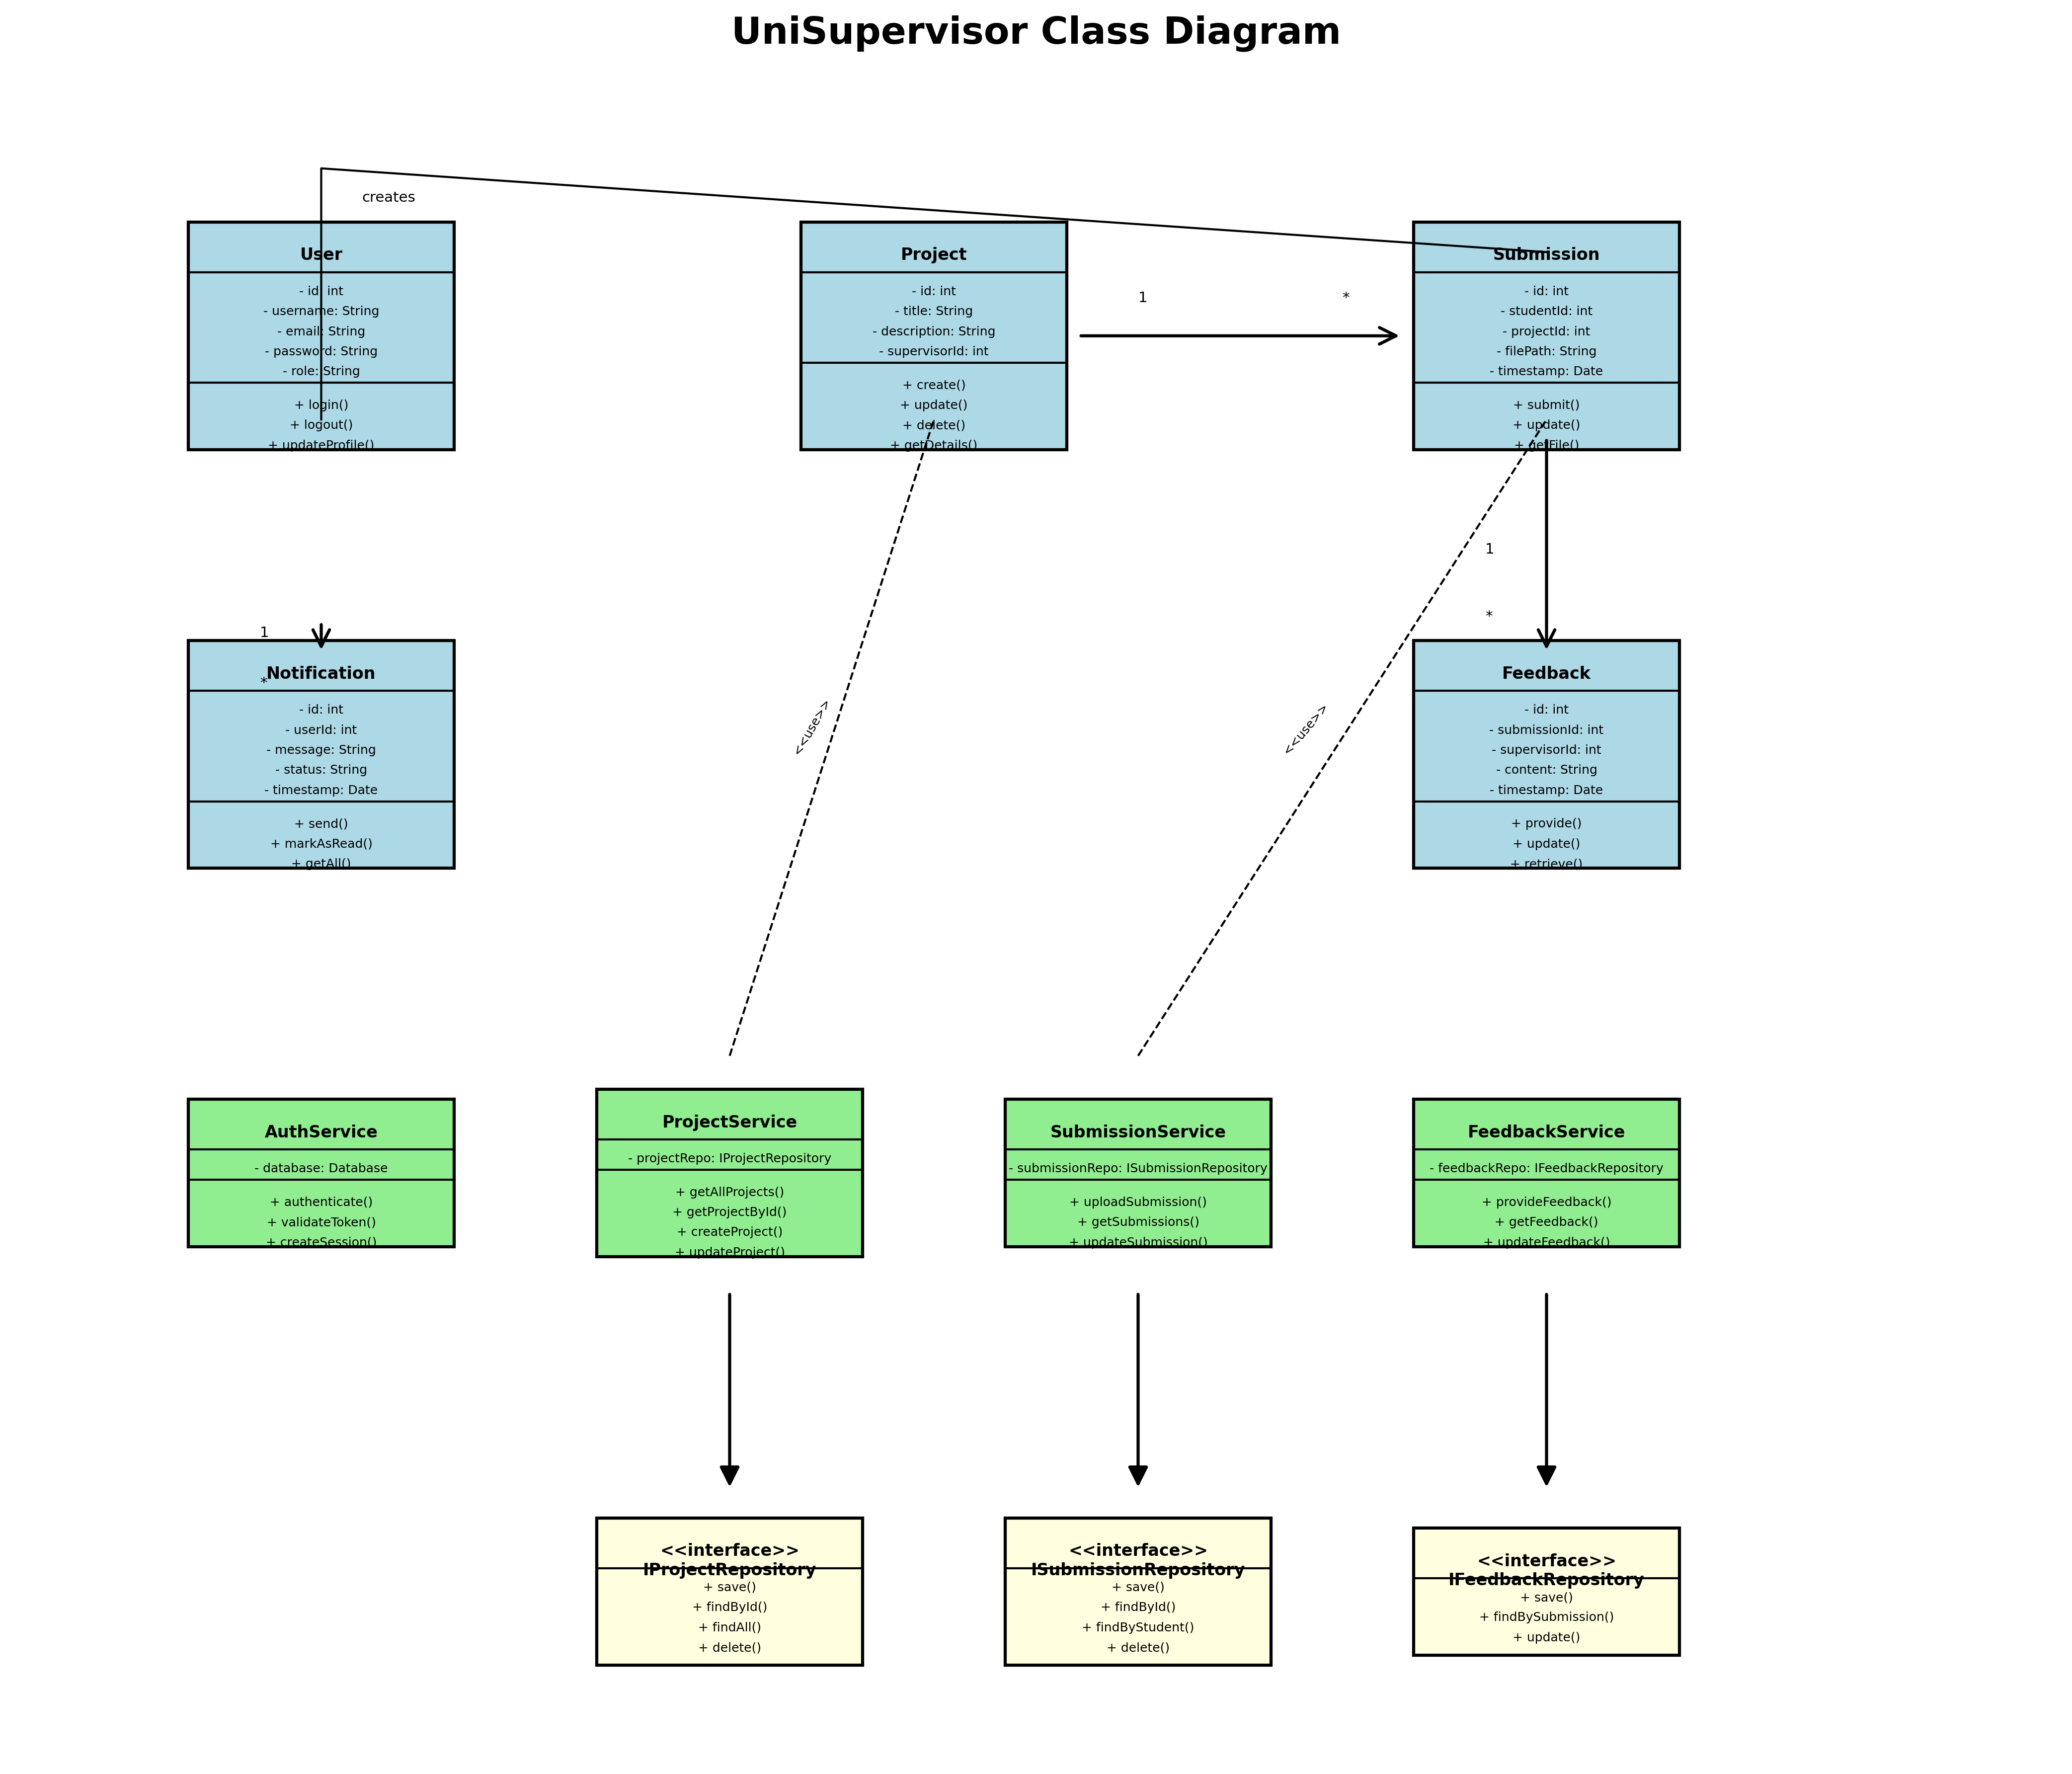 UniSupervisor Class Diagram
creates
User
- id: int
- username: String
- email: String
- password: String
- role: String
+ login()
+ logout()
+ updateProfile()
Project
- id: int
- title: String
- description: String
- supervisorId: int
+ create()
+ update()
+ delete()
+ getDetails()
1
*
Submission
- id: int
- studentId: int
- projectId: int
- filePath: String
- timestamp: Date
+ submit()
+ update()
+ getFile()
1
*
1
*
Notification
- id: int
- userId: int
- message: String
- status: String
- timestamp: Date
+ send()
+ markAsRead()
+ getAll()
<<use>>
<<use>>
Feedback
- id: int
- submissionId: int
- supervisorId: int
- content: String
- timestamp: Date
+ provide()
+ update()
+ retrieve()
AuthService
- database: Database
+ authenticate()
+ validateToken()
+ createSession()
ProjectService
- projectRepo: IProjectRepository
+ getAllProjects()
+ getProjectById()
+ createProject()
+ updateProject()
SubmissionService
- submissionRepo: ISubmissionRepository
+ uploadSubmission()
+ getSubmissions()
+ updateSubmission()
FeedbackService
- feedbackRepo: IFeedbackRepository
+ provideFeedback()
+ getFeedback()
+ updateFeedback()
<<interface>>
IProjectRepository
+ save()
+ findById()
+ findAll()
+ delete()
<<interface>>
ISubmissionRepository
+ save()
+ findById()
+ findByStudent()
+ delete()
<<interface>>
IFeedbackRepository
+ save()
+ findBySubmission()
+ update()